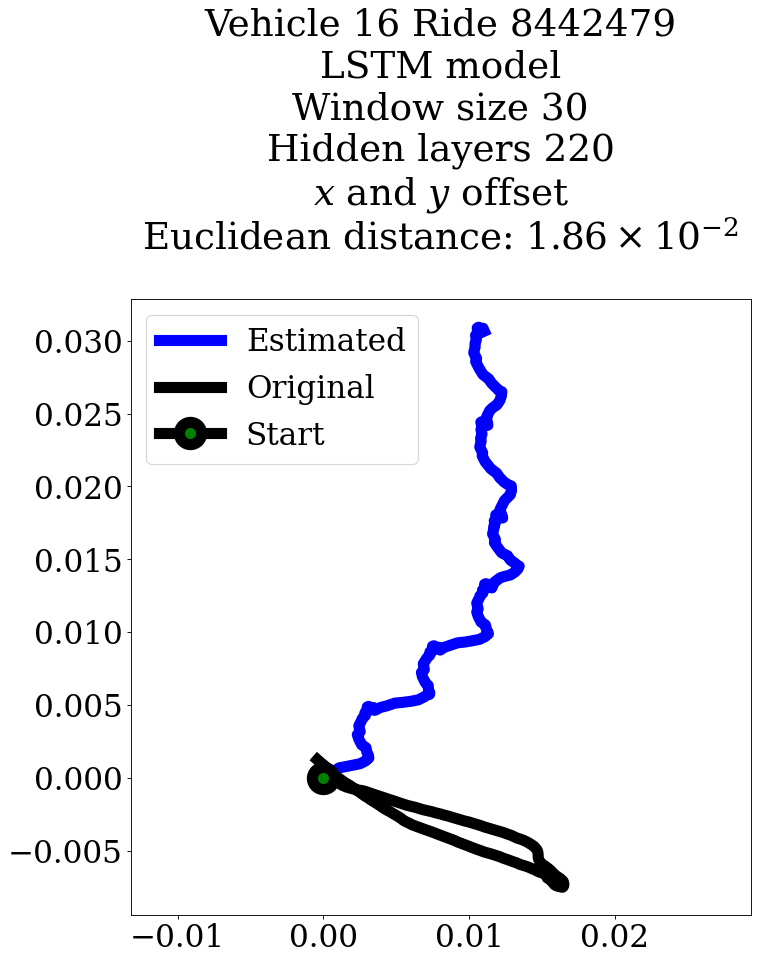 Vehicle 16 Ride 8442479
LSTM model
Window size 30
Hidden layers 220
x and y offset
Euclidean distance: 1.86 × 10⁻²
Estimated
Original
Start
0.030
0.025
0.020
0.015
0.010
0.005
0.000
−0.005
−0.01 0.00 0.01 0.02